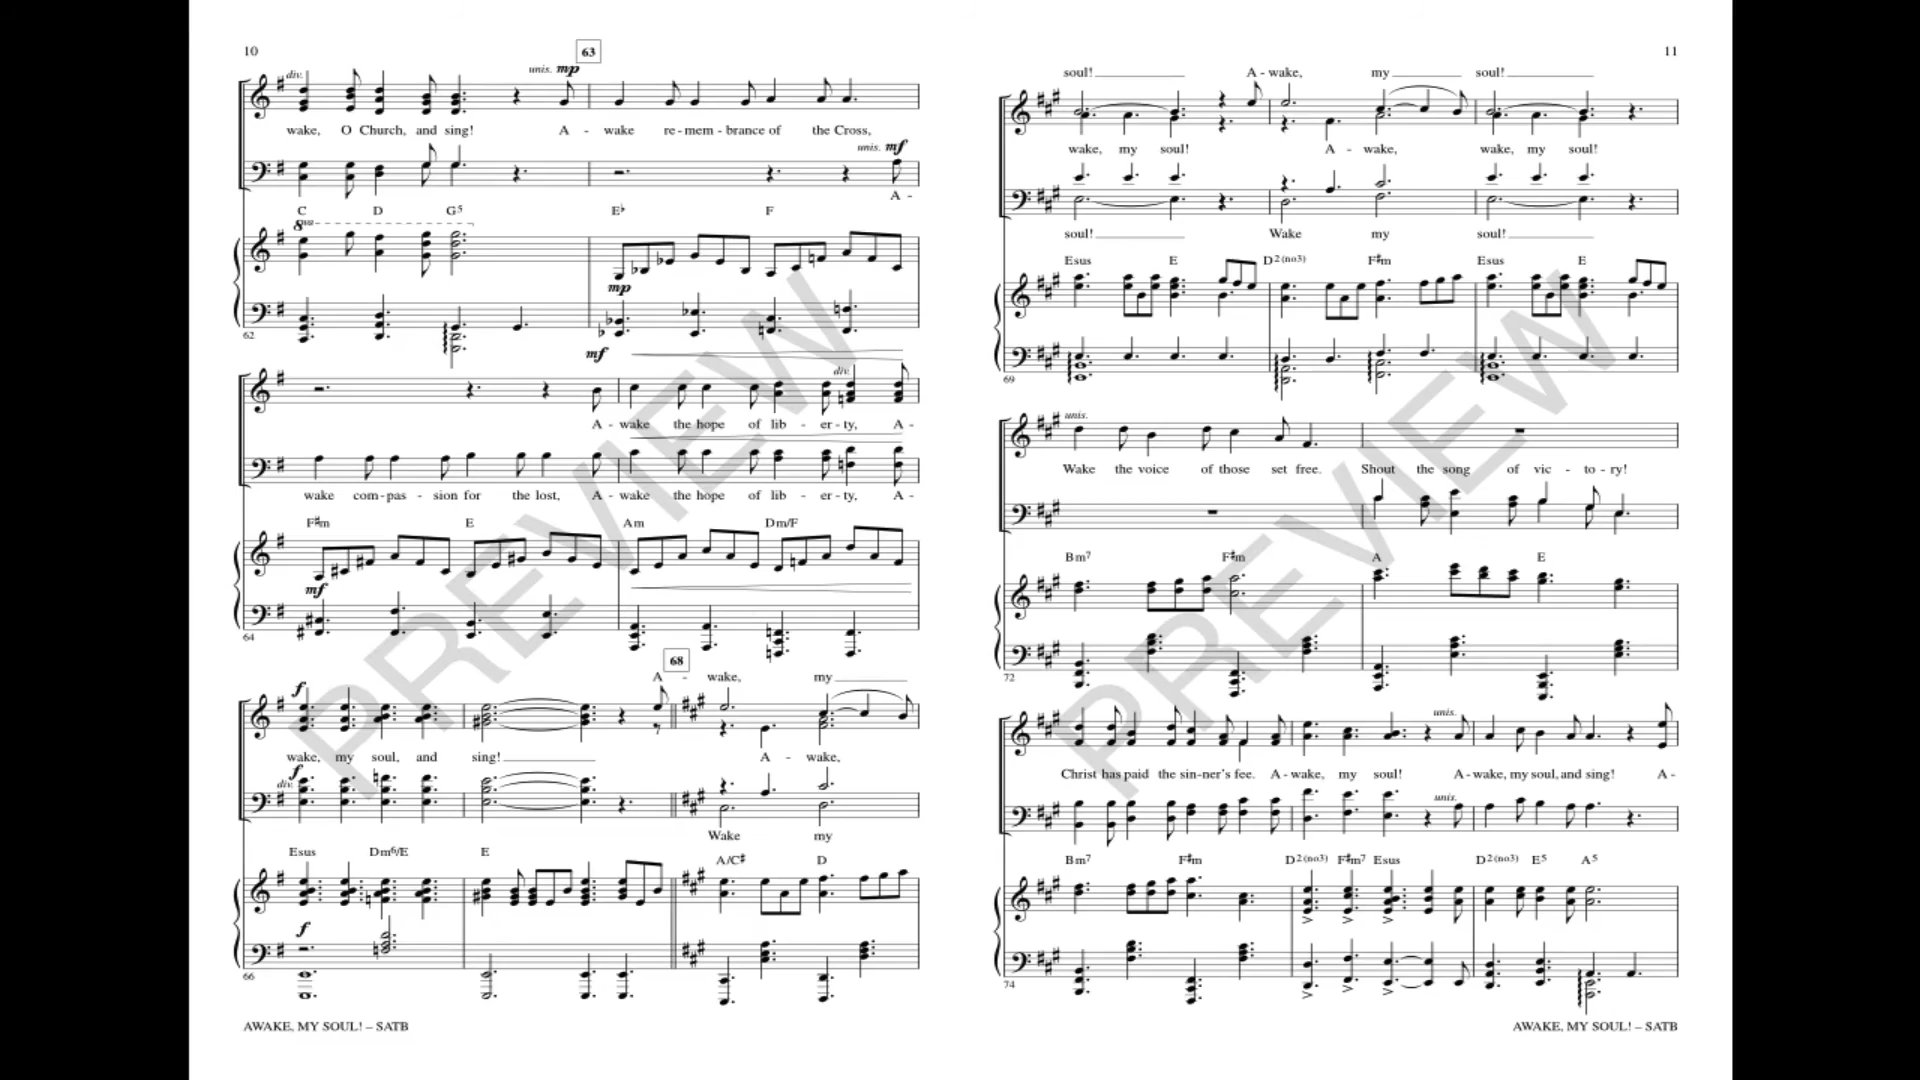 10
63
div.
unis. mp
wake, O Church, and sing! A - wake re - mem - brance of the Cross,
unis. mf
A -
C D G5 E♭ F
8va
mp
62
mf
div.
A - wake the hope of lib - er - ty, A -
wake com - pas - sion for the lost, A - wake the hope of lib - er - ty, A -
F♯m E Am Dm/F
mf
64
68
A - wake, my
f
wake, my soul, and sing! A - wake,
f
div.
Wake my
Esus Dm6/E E A/C♯ D
f
66
AWAKE, MY SOUL! – SATB
11
soul! A - wake, my soul!
wake, my soul! A - wake, wake, my soul!
soul! Wake my soul!
Esus E D2(no3) F♯m Esus E
69
unis.
Wake the voice of those set free. Shout the song of vic - to - ry!
Bm7 F♯m A E
72
unis.
Christ has paid the sin - ner's fee. A - wake, my soul! A - wake, my soul, and sing! A -
unis.
Bm7 F♯m D2(no3) F♯m7 Esus D2(no3) E5 A5
74
AWAKE, MY SOUL! – SATB
PREVIEW
PREVIEW